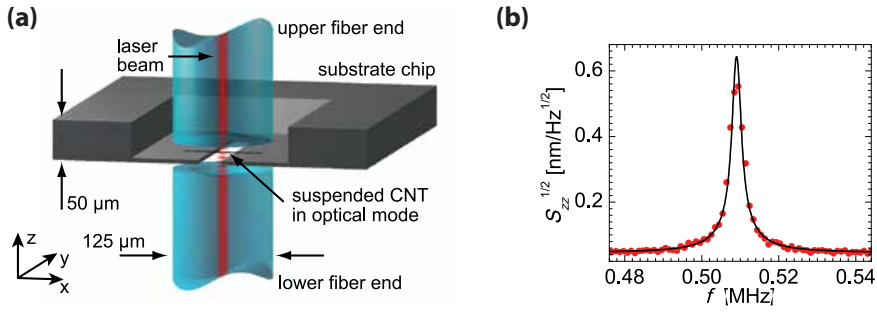 (a)
upper fiber end
laser
beam
substrate chip
50 µm
suspended CNT
in optical mode
125 µm
z
y
x
lower fiber end
(b)
S_zz^1/2 [nm/Hz^1/2]
0.6
0.4
0.2
0.48 0.50 0.52 0.54
f [MHz]